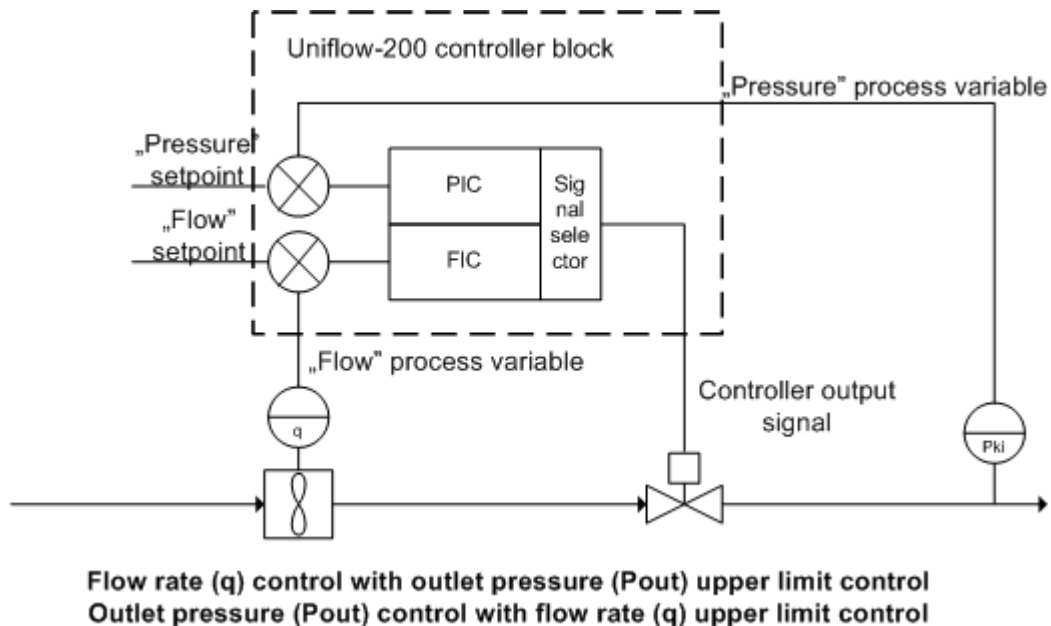 Uniflow-200 controller block
„Pressure” process variable
„Pressure”
setpoint
„Flow”
setpoint
PIC
FIC
Sig
nal
sele
ctor
„Flow” process variable
Controller output
signal
q
Pki
Flow rate (q) control with outlet pressure (Pout) upper limit control
Outlet pressure (Pout) control with flow rate (q) upper limit control